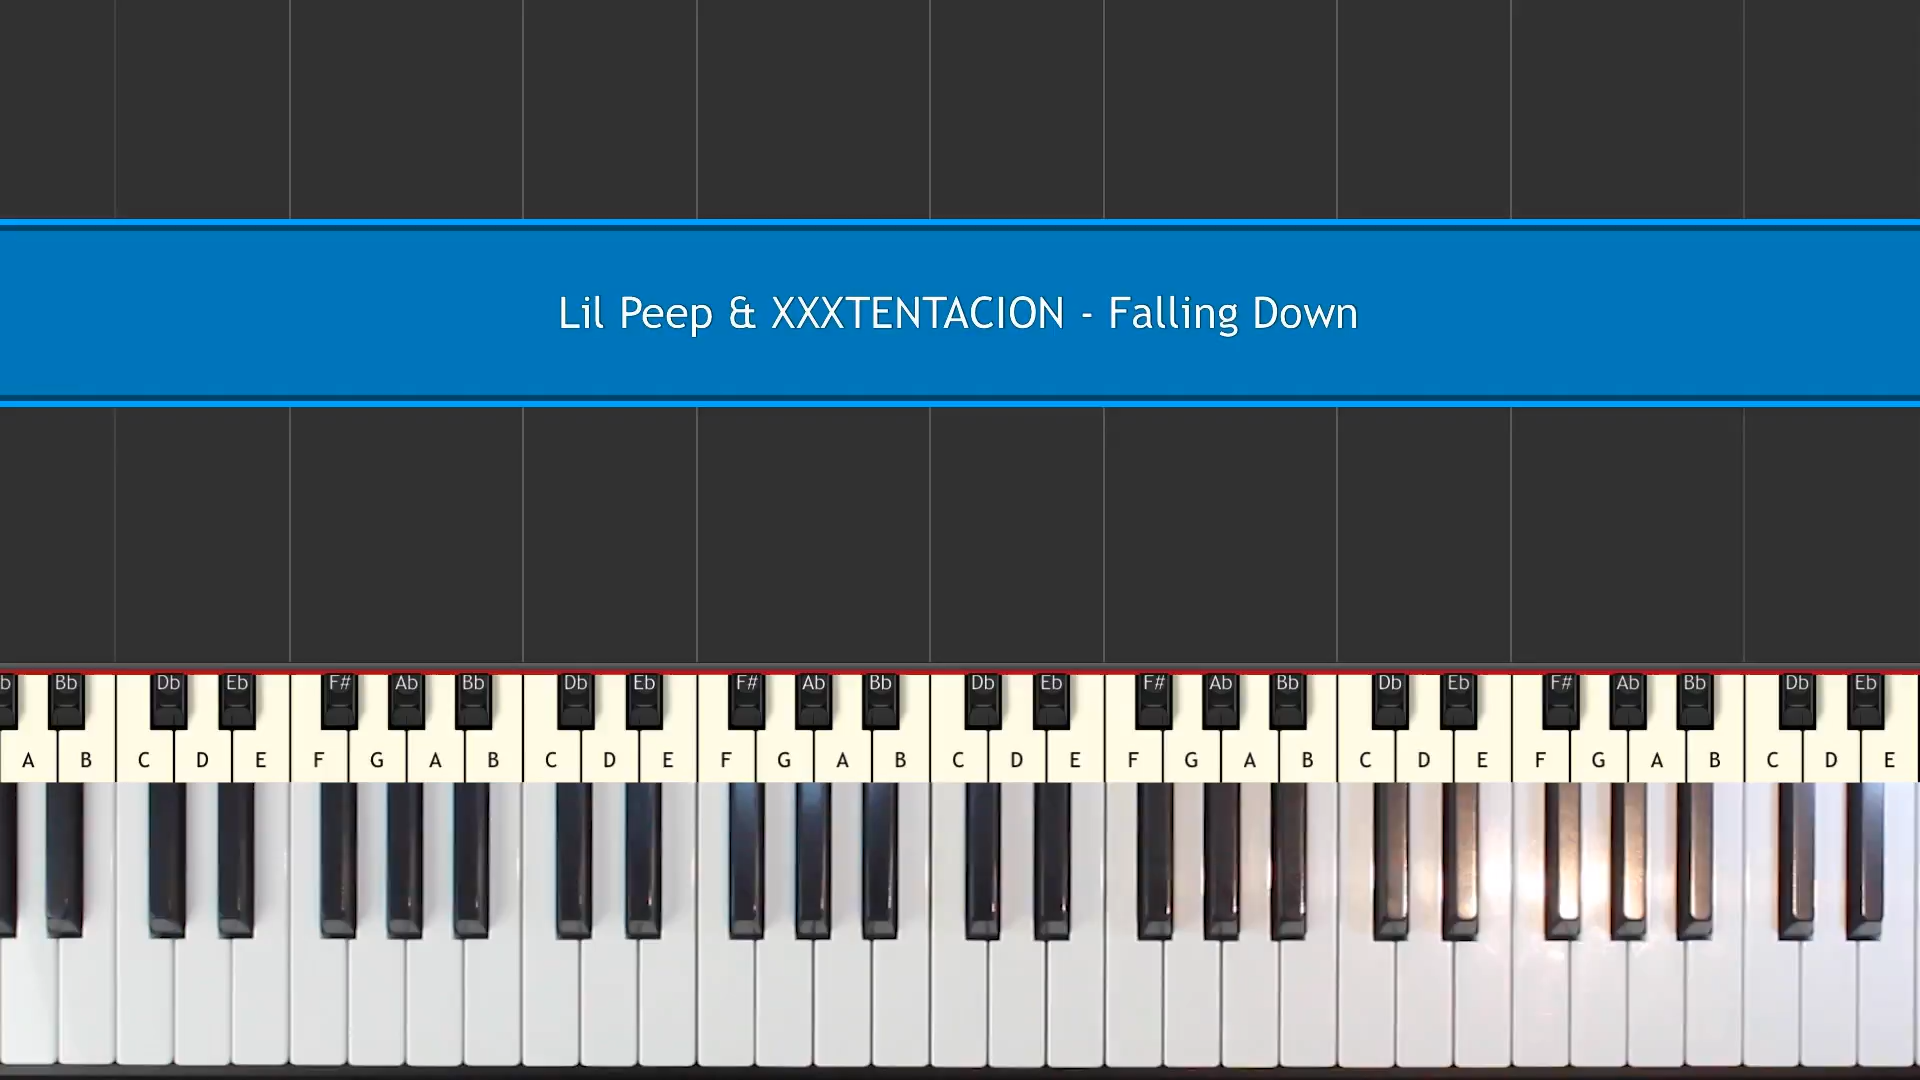 Lil Peep & XXXTENTACION - Falling Down
b Bb Db Eb F# Ab Bb Db Eb F# Ab Bb Db Eb F# Ab Bb Db Eb F# Ab Bb Db Eb
A B C D E F G A B C D E F G A B C D E F G A B C D E F G A B C D E